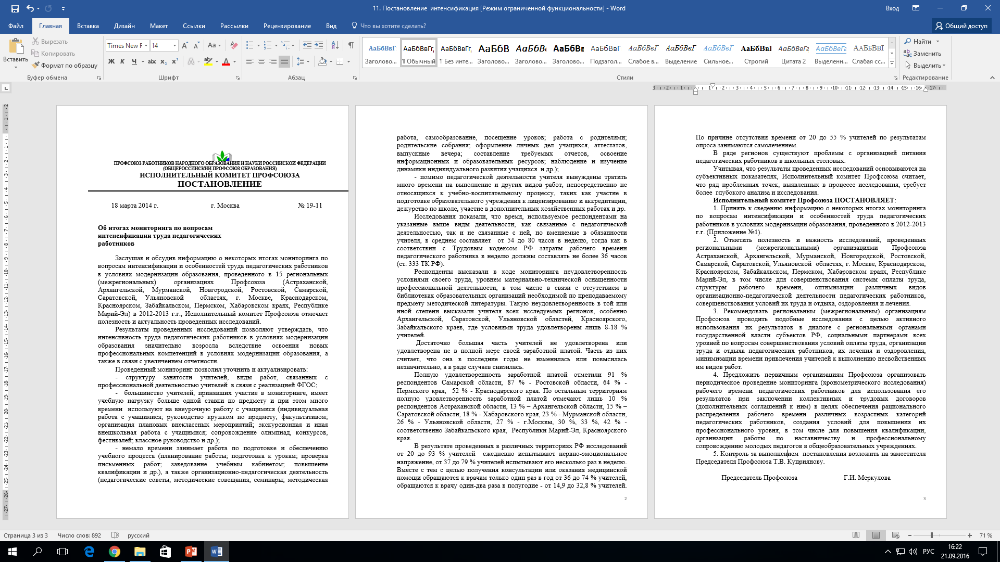 11. Постановление  интенсификация [Режим ограниченной функциональности] - Word
Вход
Файл
Главная
Вставка
Дизайн
Макет
Ссылки
Рассылки
Рецензирование
Вид
Что вы хотите сделать?
Общий доступ
Вставить
Вырезать
Копировать
Формат по образцу
Буфер обмена
Times New R
14
Шрифт
Абзац
АаБбВвГг
АаБбВвГг,
АаБбВвГг,
АаБбВ
АаБбВв
АаБбВв
АаБбВвГ
АаБбВвГг
АаБбВвГг
АаБбВвГг
АаБбВвІ
АаБбВвГг
АаБбВвГг
ААББВВГ
Заголово...
¶ Обычный
¶ Без инте...
Заголово...
Заголово...
Заголово...
Подзагол...
Слабое в...
Выделение
Сильное...
Строгий
Цитата 2
Выделенн...
Слабая сс...
Стили
Найти
Заменить
Выделить
Редактирование
ПРОФСОЮЗ РАБОТНИКОВ НАРОДНОГО ОБРАЗОВАНИЯ И НАУКИ РОССИЙСКОЙ ФЕДЕРАЦИИ
(ОБЩЕРОССИЙСКИЙ ПРОФСОЮЗ ОБРАЗОВАНИЯ)
ИСПОЛНИТЕЛЬНЫЙ КОМИТЕТ ПРОФСОЮЗА
ПОСТАНОВЛЕНИЕ
18 марта 2014 г.
г. Москва
№ 19-11
Об итогах мониторинга по вопросам
интенсификации труда педагогических
работников
Заслушав и обсудив информацию о некоторых итогах мониторинга по
вопросам интенсификации и особенностей труда педагогических работников
в условиях модернизации образования, проведенного в 15 региональных
(межрегиональных) организациях Профсоюза (Астраханской,
Архангельской, Мурманской, Новгородской, Ростовской, Самарской,
Саратовской, Ульяновской  областях, г. Москве, Краснодарском,
Красноярском, Забайкальском, Пермском, Хабаровском краях, Республике
Марий-Эл) в 2012-2013 г.г., Исполнительный комитет Профсоюза отмечает
полезность и актуальность проведенных исследований.
Результаты проведенных исследований позволяют утверждать, что
интенсивность труда педагогических работников в условиях модернизации
образования значительно возросла вследствие освоения новых
профессиональных компетенций в условиях модернизации образования, а
также в связи с увеличением отчетности.
Проведенный мониторинг позволил уточнить и актуализировать:
- структуру занятости учителей, виды работ, связанных с
профессиональной деятельностью учителей  в связи с реализацией ФГОС;
-  большинство учителей, принявших участие в мониторинге, имеет
учебную нагрузку больше одной ставки по предмету и при этом много
времени  используют на внеурочную работу с учащимися (индивидуальная
работа с учащимися; руководство кружком по предмету, факультативом;
организация плановых внеклассных мероприятий; экскурсионная и иная
внешкольная работа с учащимися; сопровождение олимпиад, конкурсов,
фестивалей; классное руководство и др.);
- немало времени занимает работа по подготовке и обеспечению
учебного процесса (планирование работы; подготовка к урокам; проверка
письменных работ; заведование учебным кабинетом; повышение
квалификации и др.), а также организационно-педагогическая деятельность
(педагогические советы, методические совещания, семинары; методическая
работа, самообразование, посещение уроков; работа с родителями;
родительские собрания; оформление личных дел учащихся, аттестатов,
выпускные вечера; составление требуемых отчетов, освоение
информационных и образовательных ресурсов; наблюдение и изучение
динамики индивидуального развития учащихся  и др.);
- помимо педагогической деятельности учителя вынуждены тратить
много времени на выполнение и других видов работ, непосредственно не
относящихся к учебно-воспитательному процессу, таких как участие в
подготовке образовательного учреждения к лицензированию и аккредитации,
дежурство по школе, участие в дополнительных хозяйственных работах и др.
Исследования показали, что время, используемое респондентами на
указанные выше виды деятельности, как связанные с педагогической
деятельностью, так и не связанные с ней, но вменяемые в обязанности
учителя, в среднем составляет  от 54 до 80 часов в неделю, тогда как в
соответствии с Трудовым кодексом РФ затраты рабочего времени
педагогического работника в неделю должны составлять не более 36 часов
(ст. 333 ТК РФ).
Респонденты высказали в ходе мониторинга неудовлетворенность
условиями своего труда, уровнем материально-технической оснащенности
профессиональной деятельности, в том числе в связи с отсутствием в
библиотеках образовательных организаций необходимой по преподаваемому
предмету методической литературы. Такую неудовлетворенность в той или
иной степени высказали учителя всех исследуемых регионов, особенно
Архангельской, Саратовской, Ульяновской областей, Красноярского,
Забайкальского краев, где условиями труда удовлетворены лишь 8-18 %
учителей.
Достаточно большая часть учителей не удовлетворена или
удовлетворена не в полной мере своей заработной платой. Часть из них
считает, что она в последние годы не изменилась или повысилась
незначительно, а в ряде случаев снизилась.
Полную удовлетворенность заработной платой отметили 91 %
респондентов Самарской области, 87 % - Ростовской области, 64 % -
Пермского края,  52 % - Краснодарского края. По остальным территориям
полную удовлетворенность заработной платой отмечают лишь 10 %
респондентов Астраханской области, 13 % – Архангельской области, 15 % –
Саратовской области, 18 % - Хабаровского края, 23 % - Мурманской области,
26 % - Ульяновской области, 27 % - г.Москвы, 30 %, 33 %, 42 % -
соответственно Забайкальского края,  Республики Марий-Эл, Красноярского
края.
В результате проведенных в различных территориях РФ исследований
от 20 до 93 % учителей  ежедневно испытывают нервно-эмоциональное
напряжение, от 37 до 79 % учителей испытывают его несколько раз в неделю.
Вместе с тем с целью получения консультации или оказания медицинской
помощи обращаются к врачам только один раз в год от 36 до 74 % учителей,
обращаются к врачу один-два раза в полугодие - от 14,9 до 32,8 % учителей.
2
По причине отсутствия времени от 20 до 55 % учителей по результатам
опроса занимаются самолечением.
В ряде регионов существуют проблемы с организацией питания
педагогических работников в школьных столовых.
Учитывая, что результаты проведенных исследований основываются на
субъективных показателях, Исполнительный комитет Профсоюза считает,
что ряд проблемных точек, выявленных в процессе исследования, требует
более  глубокого анализа и исследования.
Исполнительный комитет Профсоюза ПОСТАНОВЛЯЕТ:
1. Принять к сведению информацию о некоторых итогах мониторинга
по вопросам интенсификации и особенностей труда педагогических
работников в условиях модернизации образования, проведенного в 2012-2013
г.г. (Приложение №1).
2. Отметить полезность и важность исследований, проведенных
региональными (межрегиональными) организациями Профсоюза
Астраханской, Архангельской, Мурманской, Новгородской, Ростовской,
Самарской, Саратовской, Ульяновской  областях, г. Москве, Краснодарском,
Красноярском, Забайкальском, Пермском, Хабаровском краях, Республике
Марий-Эл, в том числе для совершенствования системы оплаты труда,
структуры рабочего времени, оптимизации различных видов
организационно-педагогической деятельности педагогических работников,
совершенствования условий их труда и отдыха, оздоровления и лечения.
3. Рекомендовать региональным (межрегиональным) организациям
Профсоюза проводить подобные исследования с целью активного
использования их результатов в диалоге с региональными органами
государственной власти субъектов РФ, социальными партнерами всех
уровней по вопросам совершенствования условий оплаты труда, организации
труда и отдыха педагогических работников, их лечения и оздоровления,
минимизации времени привлечения учителей к выполнению несвойственных
им видов работ.
4. Предложить первичным организациям Профсоюза организовать
периодическое проведение мониторинга (хронометрического исследования)
рабочего времени педагогических работников для использования его
результатов при заключении коллективных и трудовых договоров
(дополнительных соглашений к ним) в целях обеспечения рационального
распределения рабочего времени различных возрастных категорий
педагогических работников, создания условий для повышения их
профессионального уровня, в том числе для повышения квалификации,
организации работы по наставничеству и профессиональному
сопровождению молодых педагогов в общеобразовательных учреждениях.
5. Контроль за выполнением  постановления возложить на заместителя
Председателя Профсоюза Т.В. Куприянову.
Председатель Профсоюза
Г.И. Меркулова
3
Страница 3 из 3
Число слов: 892
русский
71 %
РУС
16:22
21.09.2016